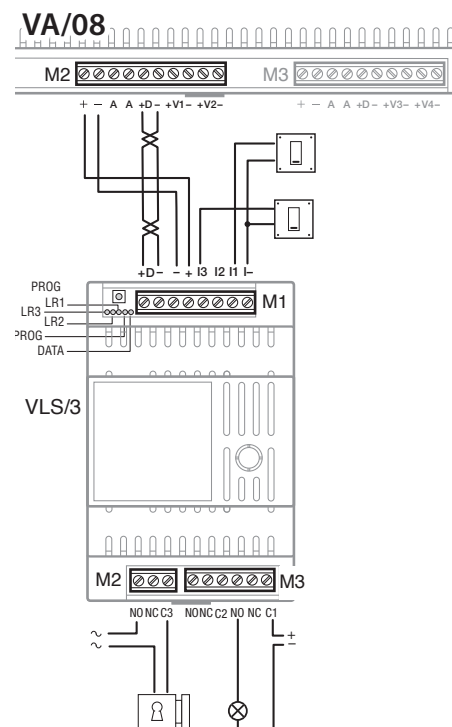 VA/08
M2 M3
+ – A A +D– +V1– +V2– + – A A +D– +V3– +V4–
+D– – + I3 I2 I1 I–
PROG
LR1
LR3
LR2
PROG
DATA
M1
VLS/3
M2 M3
NO NC C3 NO NC C2 NO NC C1
~ +
~ –